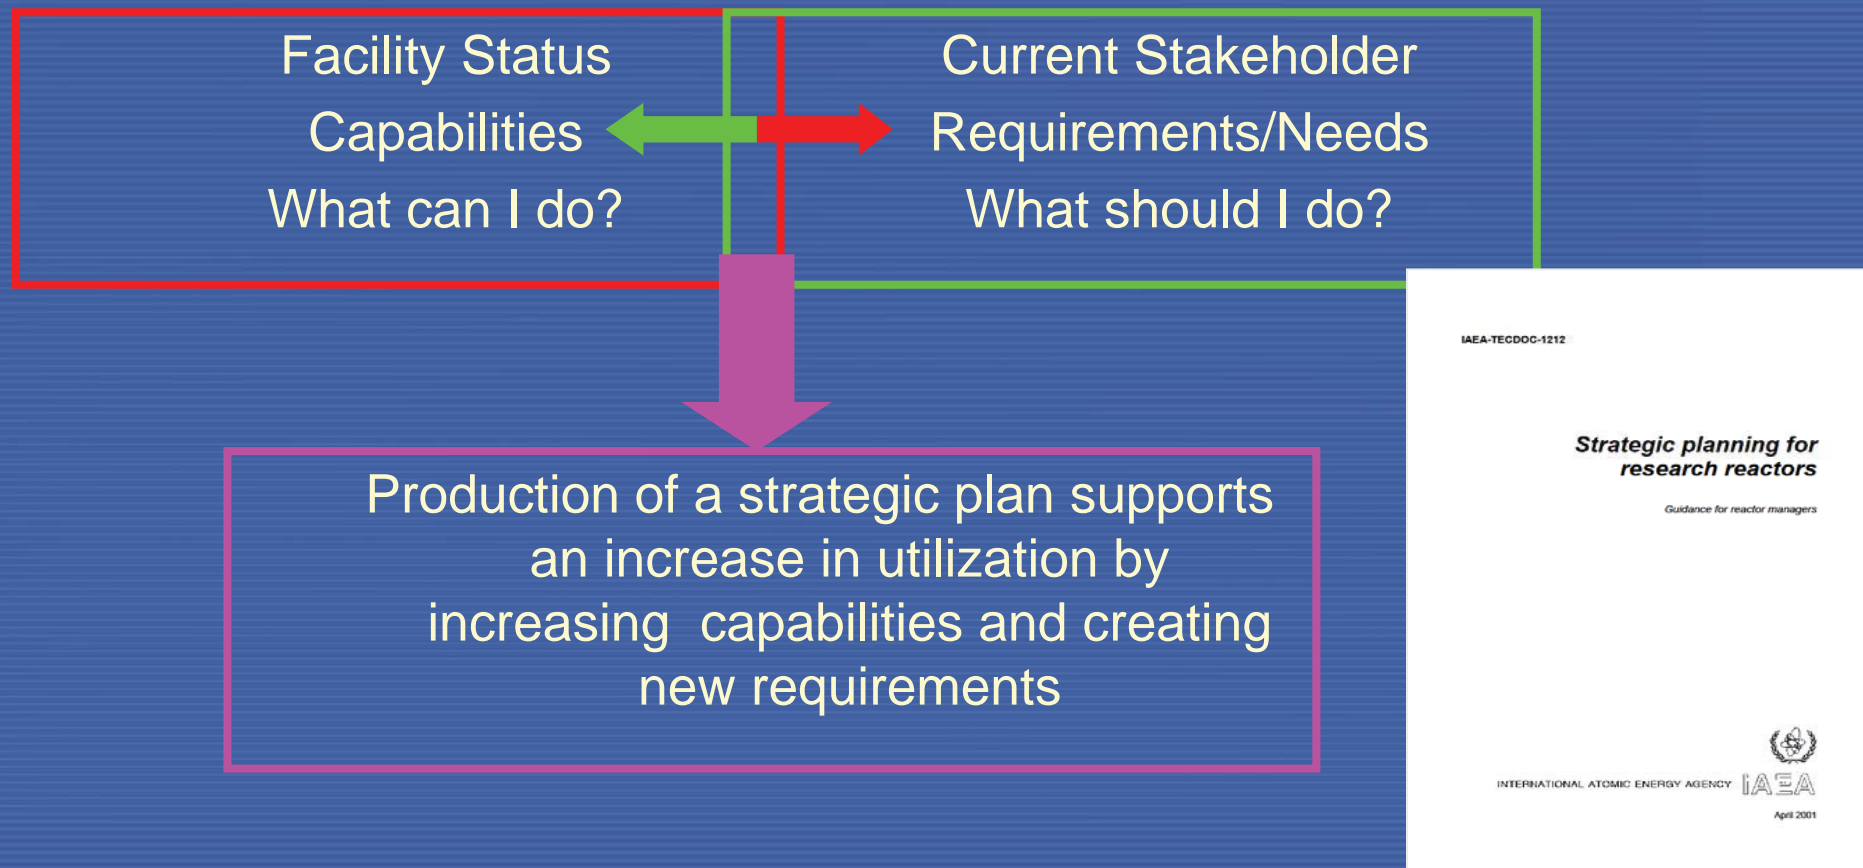 Facility Status
Capabilities
What can I do?
Current Stakeholder
Requirements/Needs
What should I do?
Production of a strategic plan supports
an increase in utilization by
increasing  capabilities and creating
new requirements
IAEA-TECDOC-1212
Strategic planning for
research reactors
Guidance for reactor managers
INTERNATIONAL ATOMIC ENERGY AGENCY IAEA
April 2001